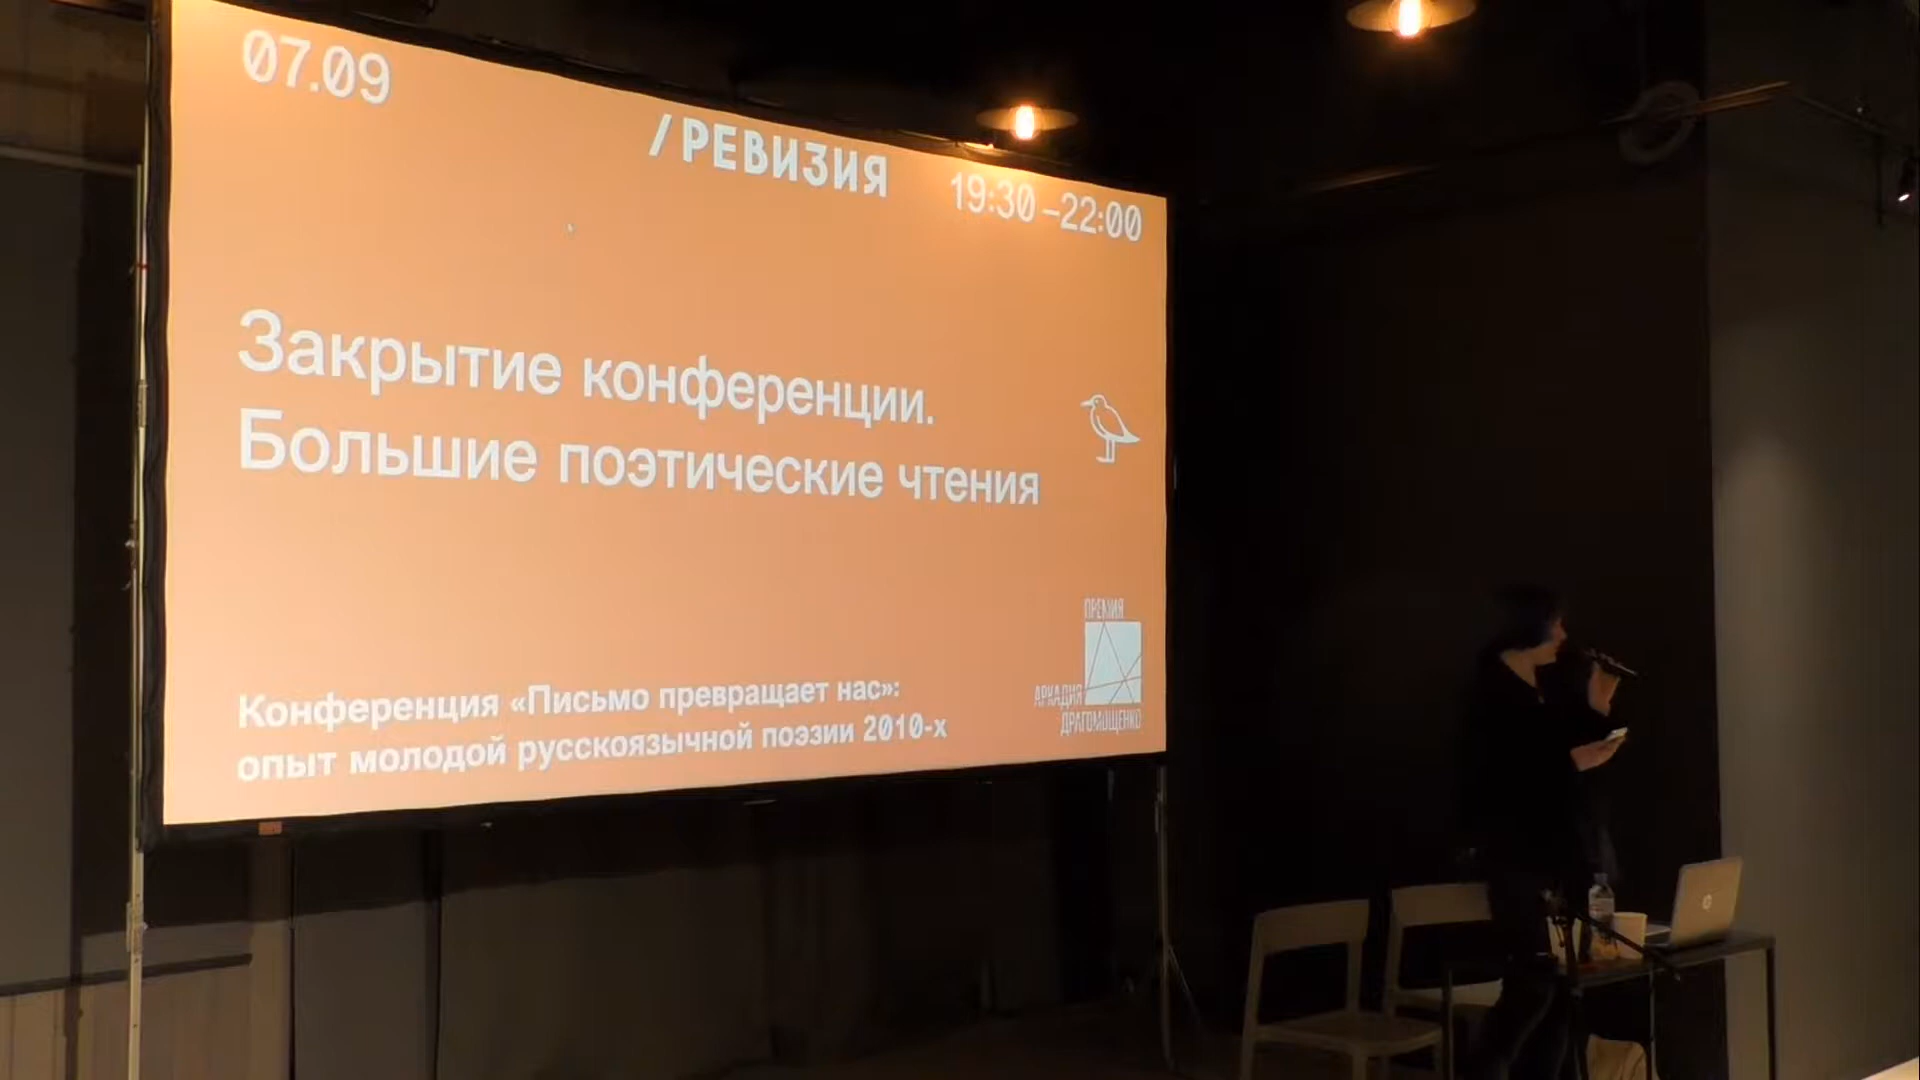 07.09
/РЕВИЗИЯ
19:30–22:00
Закрытие конференции.
Большие поэтические чтения
Конференция «Письмо превращает нас»:
опыт молодой русскоязычной поэзии 2010-х
ПРЕМИЯ
АРКАДИЯ
ДРАГОМОЩЕНКО
hp